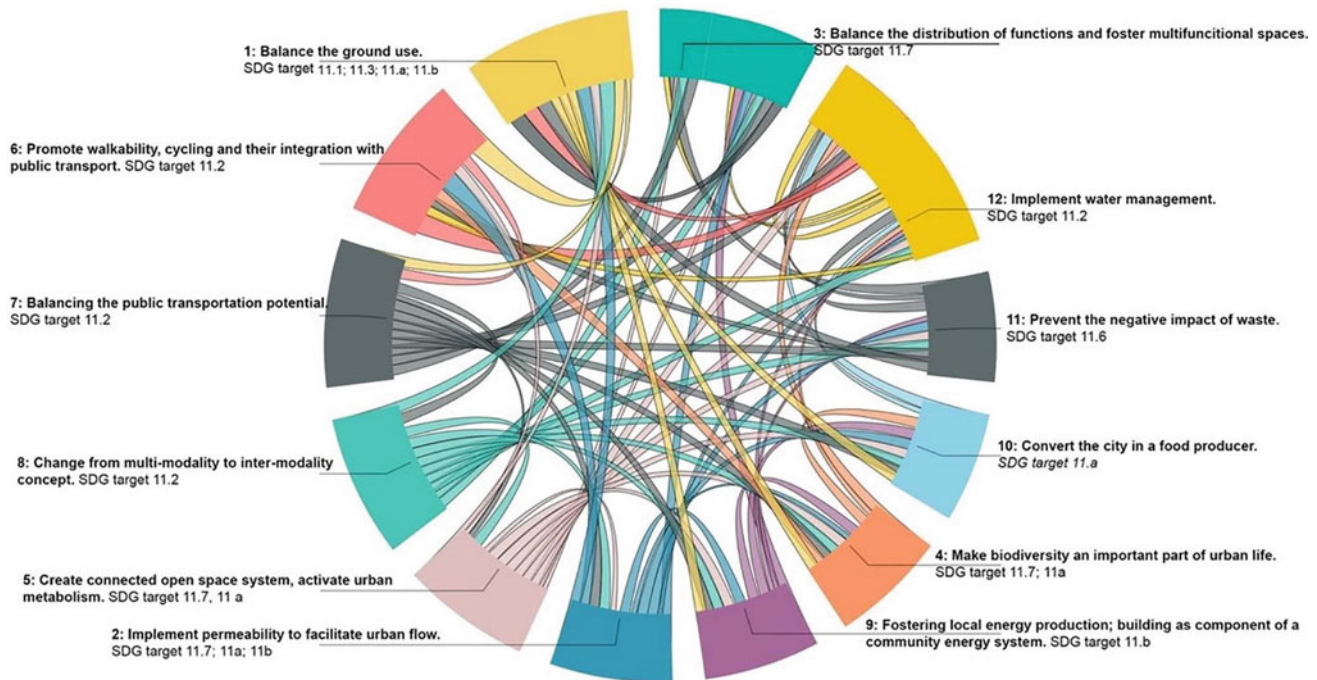 1: Balance the ground use.
SDG target 11.1; 11.3; 11.a; 11.b
3: Balance the distribution of functions and foster multifuncitional spaces.
SDG target 11.7
6: Promote walkability, cycling and their integration with
public transport. SDG target 11.2
12: Implement water management.
SDG target 11.2
7: Balancing the public transportation potential.
SDG target 11.2
11: Prevent the negative impact of waste.
SDG target 11.6
8: Change from multi-modality to inter-modality
concept. SDG target 11.2
10: Convert the city in a food producer.
SDG target 11.a
5: Create connected open space system, activate urban
metabolism. SDG target 11.7, 11 a
4: Make biodiversity an important part of urban life.
SDG target 11.7; 11a
2: Implement permeability to facilitate urban flow.
SDG target 11.7; 11a; 11b
9: Fostering local energy production; building as component of a
community energy system. SDG target 11.b